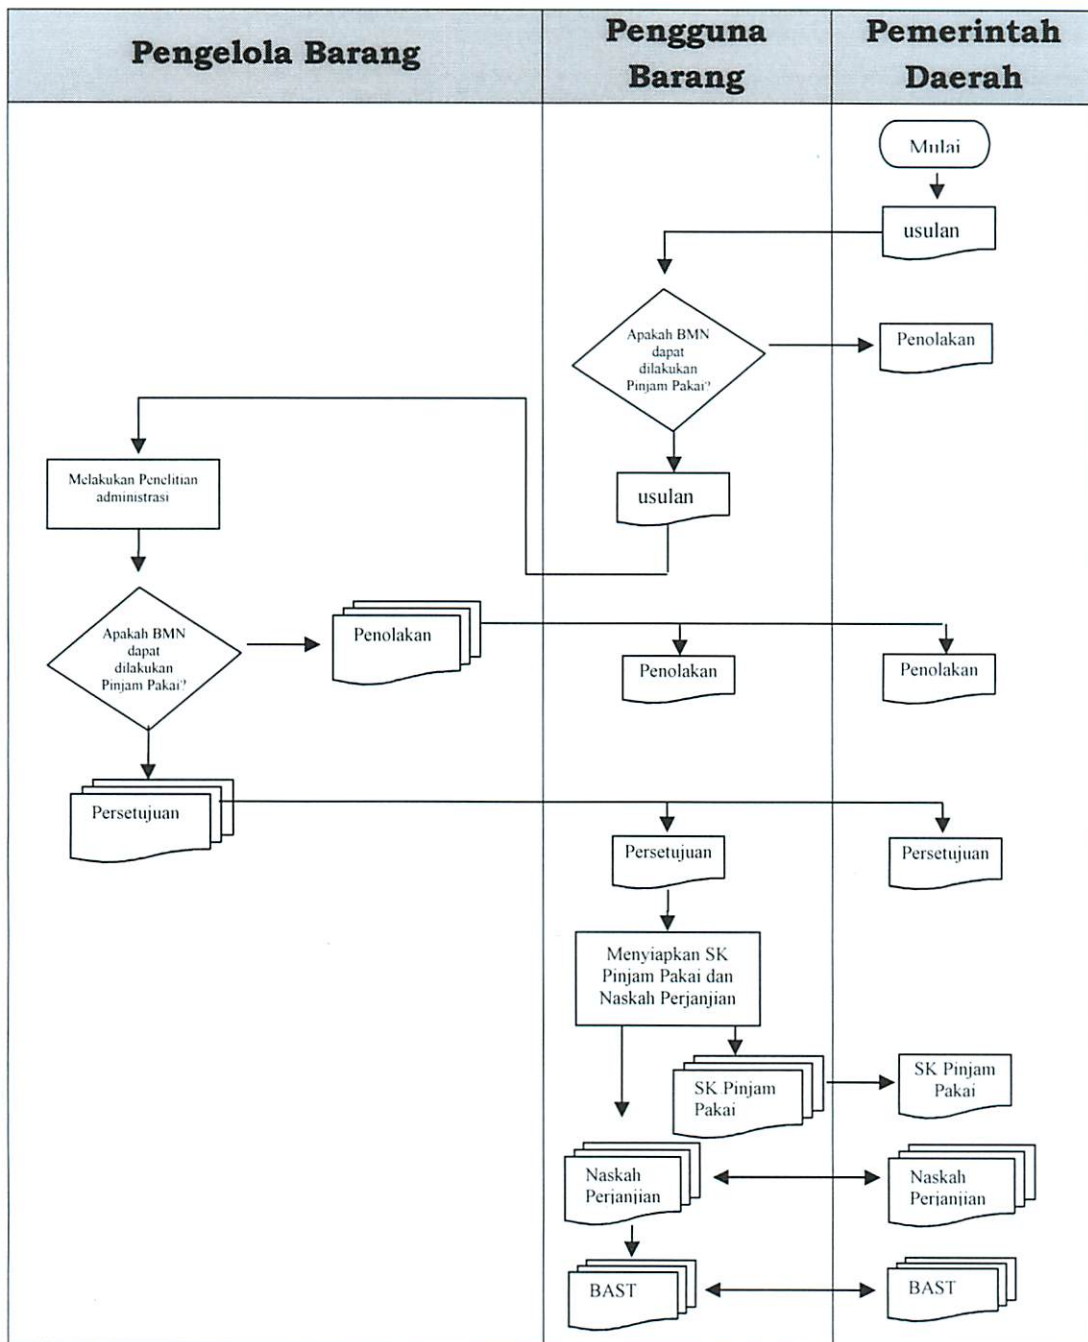 Pengelola Barang
Pengguna
Barang
Pemerintah
Daerah
Mulai
usulan
Apakah BMN
dapat
dilakukan
Pinjam Pakai?
Penolakan
Melakukan Penelitian
administrasi
usulan
Apakah BMN
dapat
dilakukan
Pinjam Pakai?
Penolakan
Penolakan
Penolakan
Persetujuan
Persetujuan
Persetujuan
Menyiapkan SK
Pinjam Pakai dan
Naskah Perjanjian
SK Pinjam
Pakai
SK Pinjam
Pakai
Naskah
Perjanjian
Naskah
Perjanjian
BAST
BAST